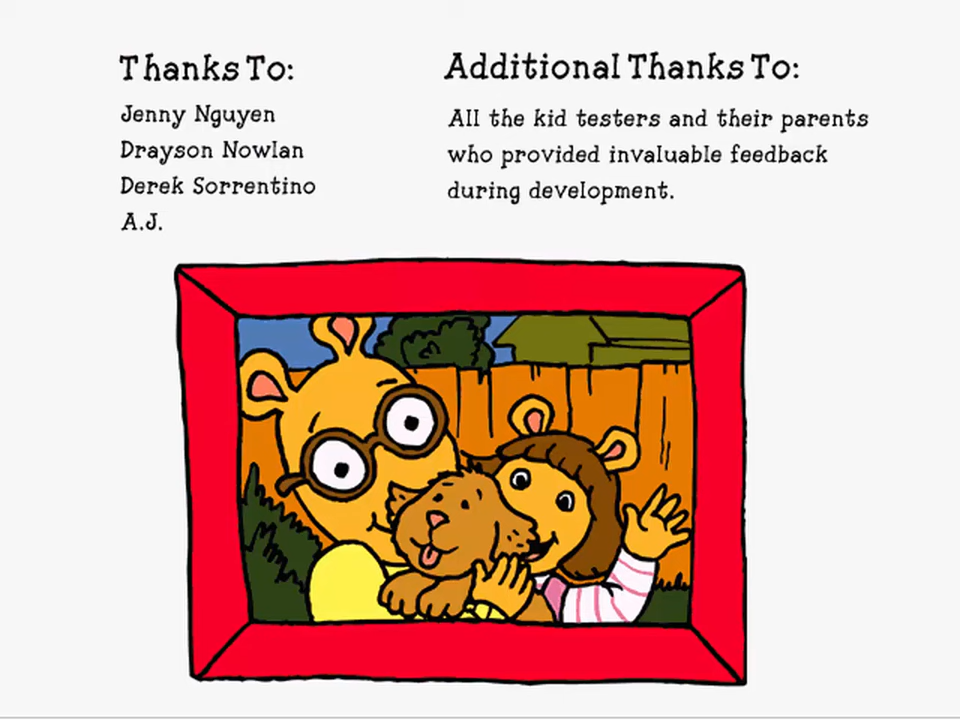 Thanks To:
Jenny Nguyen
Drayson Nowlan
Derek Sorrentino
A.J.
Additional Thanks To:
All the kid testers and their parents
who provided invaluable feedback
during development.